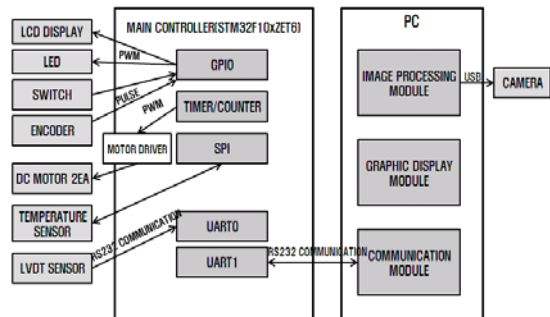 LCD DISPLAY
LED
SWITCH
ENCODER
DC MOTOR 2EA
TEMPERATURE
SENSOR
LVDT SENSOR
MAIN CONTROLLER(STM32F10xZET6)
PWM
PULSE
PWM
RS232 COMMUNICATION
GPIO
TIMER/COUNTER
MOTOR DRIVER
SPI
UART0
UART1
RS232 COMMUNICATION
PC
IMAGE PROCESSING
MODULE
USB
CAMERA
GRAPHIC DISPLAY
MODULE
COMMUNICATION
MODULE